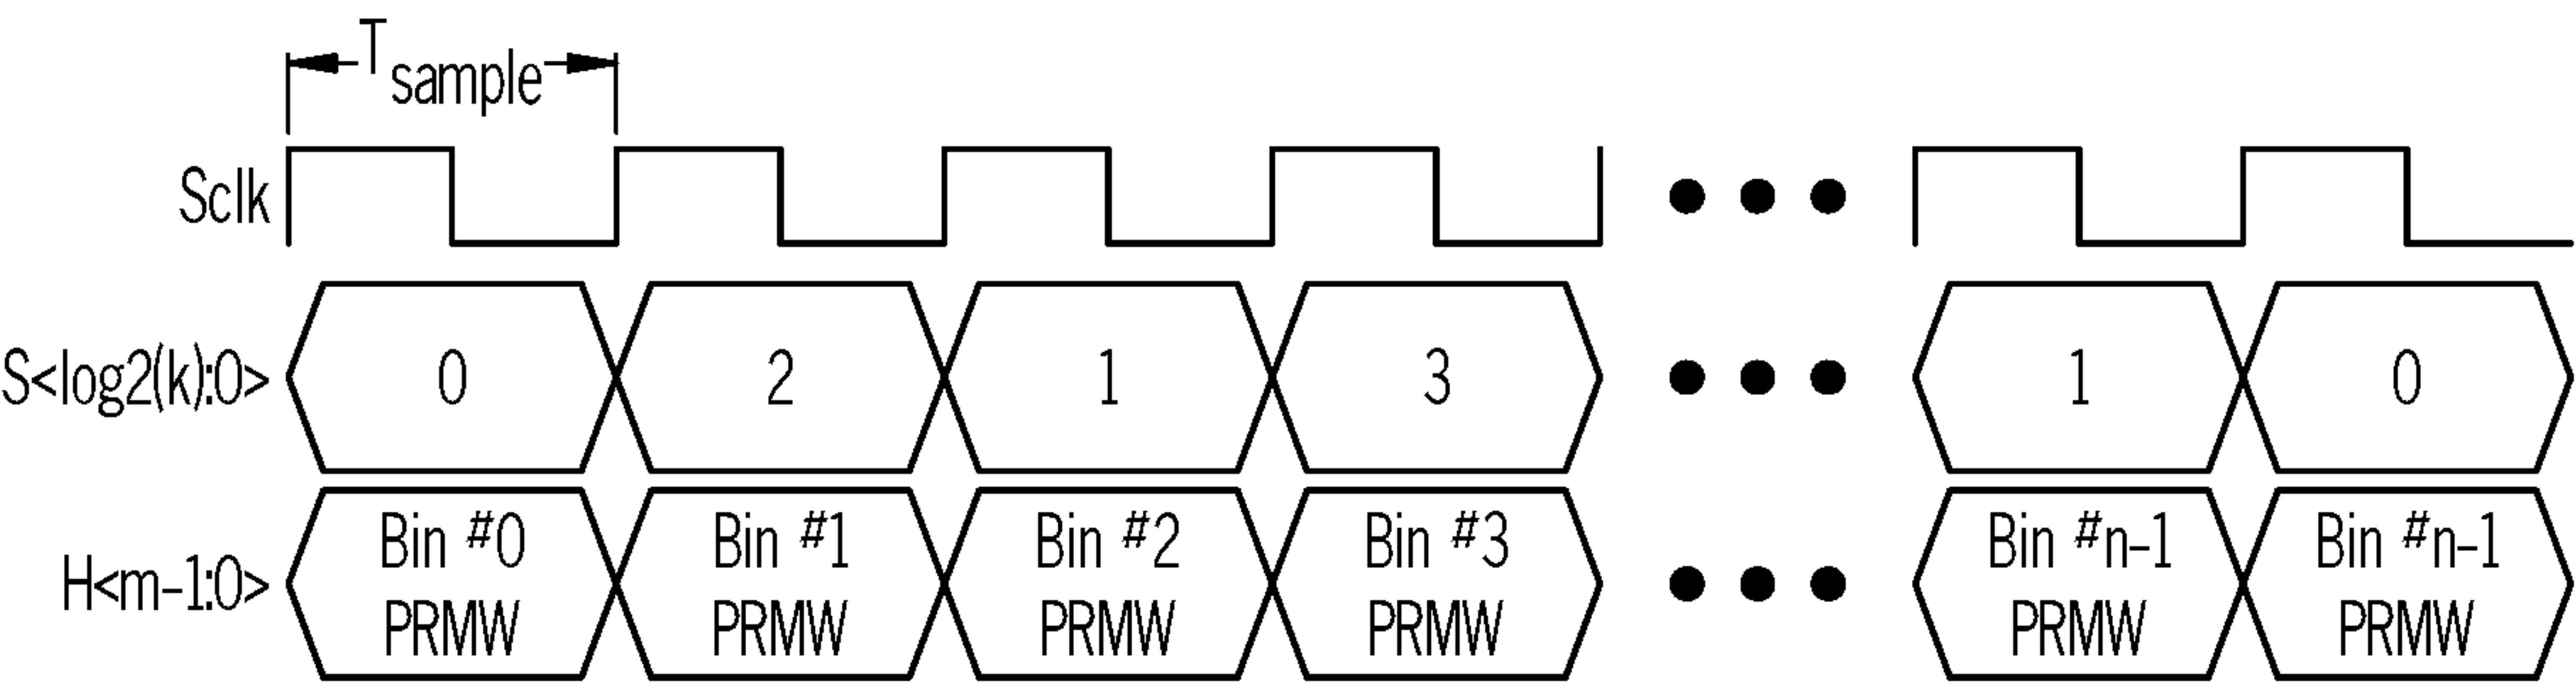 T sample
Sclk
S<log2(k):0> 0 2 1 3 1 0
H<m-1:0>
Bin #0 Bin #1 Bin #2 Bin #3 Bin #n-1 Bin #n-1
PRMW PRMW PRMW PRMW PRMW PRMW